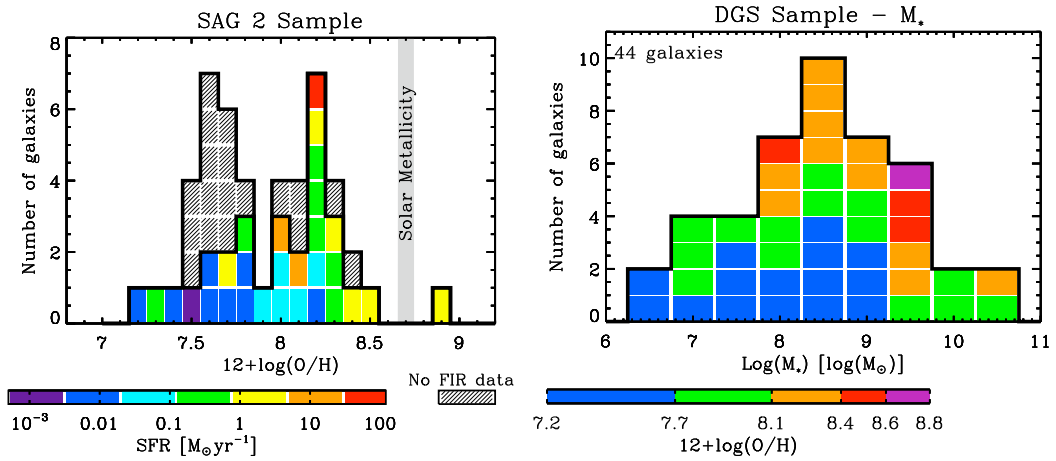 SAG 2 Sample
Number of galaxies
8
6
4
2
0
Solar Metallicity
7 7.5 8 8.5 9
12+log(O/H)
No FIR data
10⁻³ 0.01 0.1 1 10 100
SFR [M⊙yr⁻¹]
DGS Sample − M*
44 galaxies
Number of galaxies
10
8
6
4
2
0
6 7 8 9 10 11
Log(M*) [log(M⊙)]
7.2 7.7 8.1 8.4 8.6 8.8
12+log(O/H)